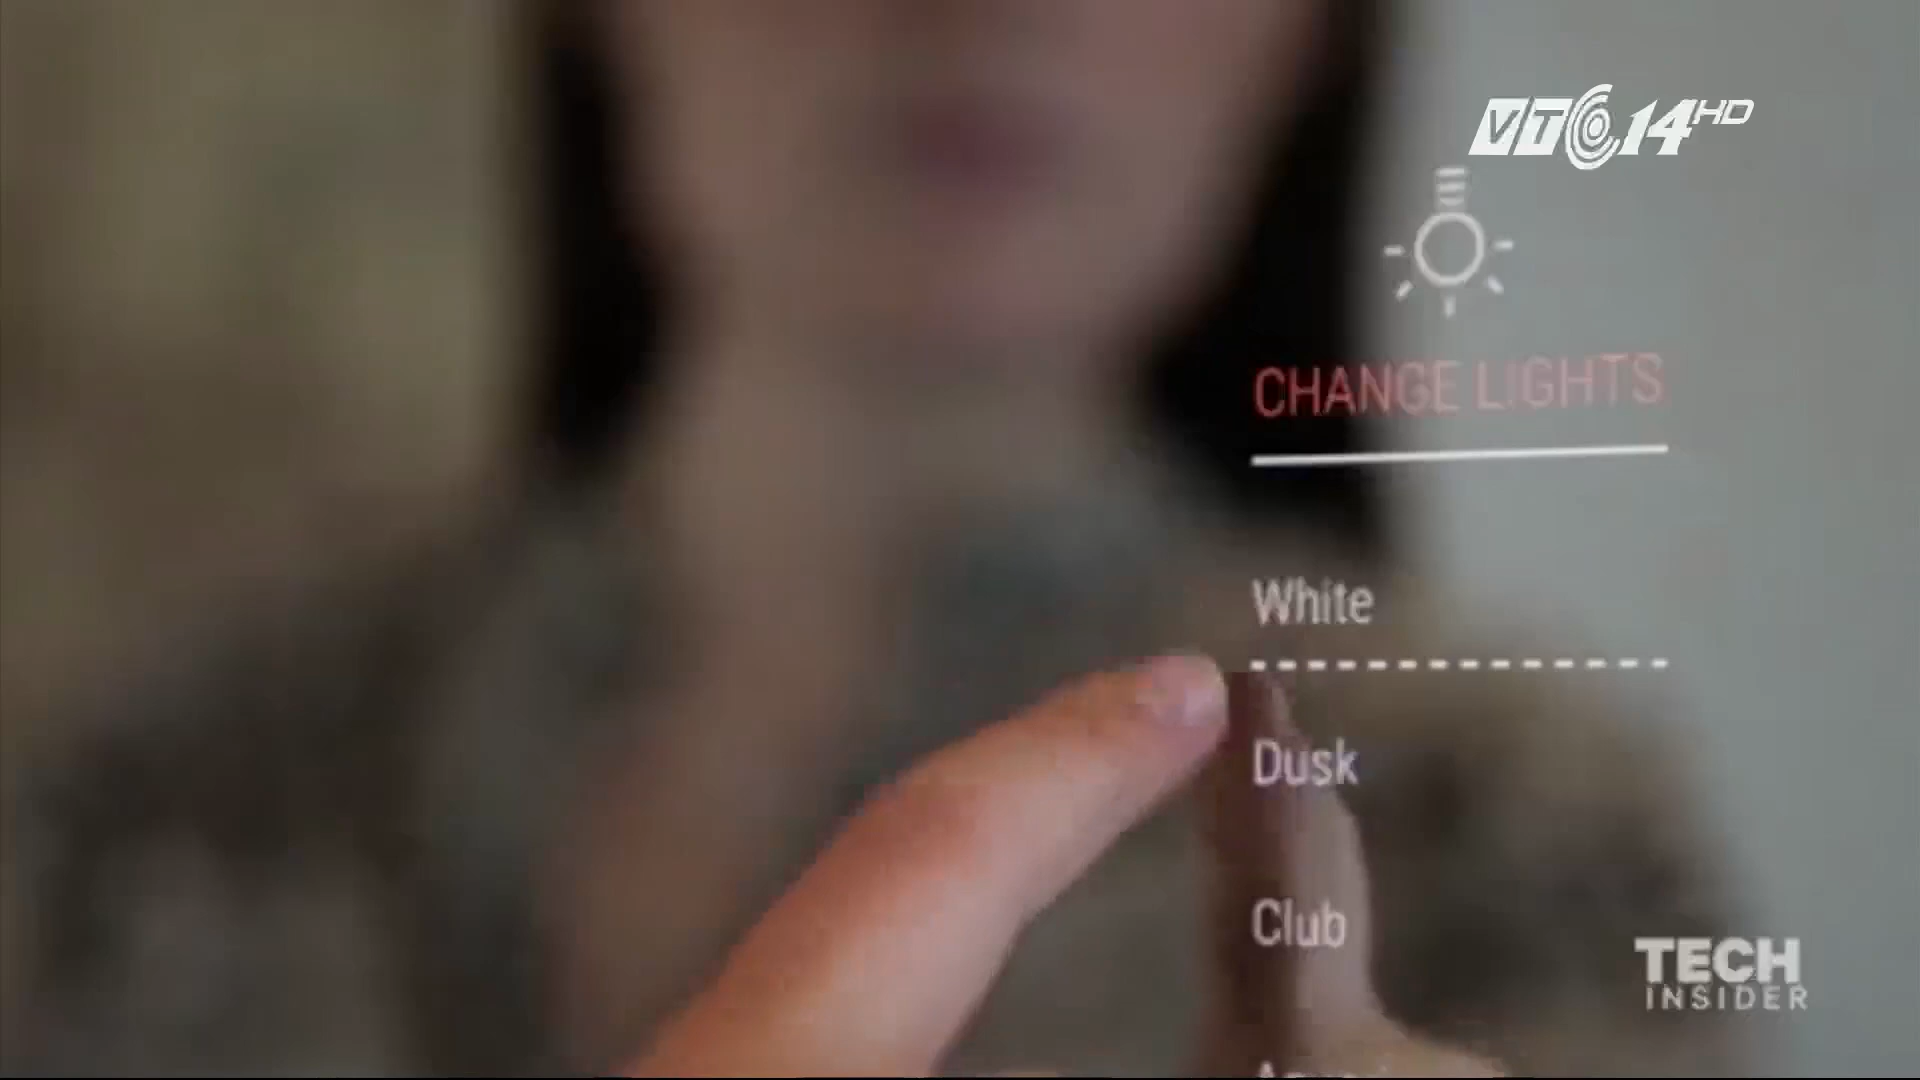 VTC14HD
CHANGE LIGHTS
White
Dusk
Club
TECH
INSIDER